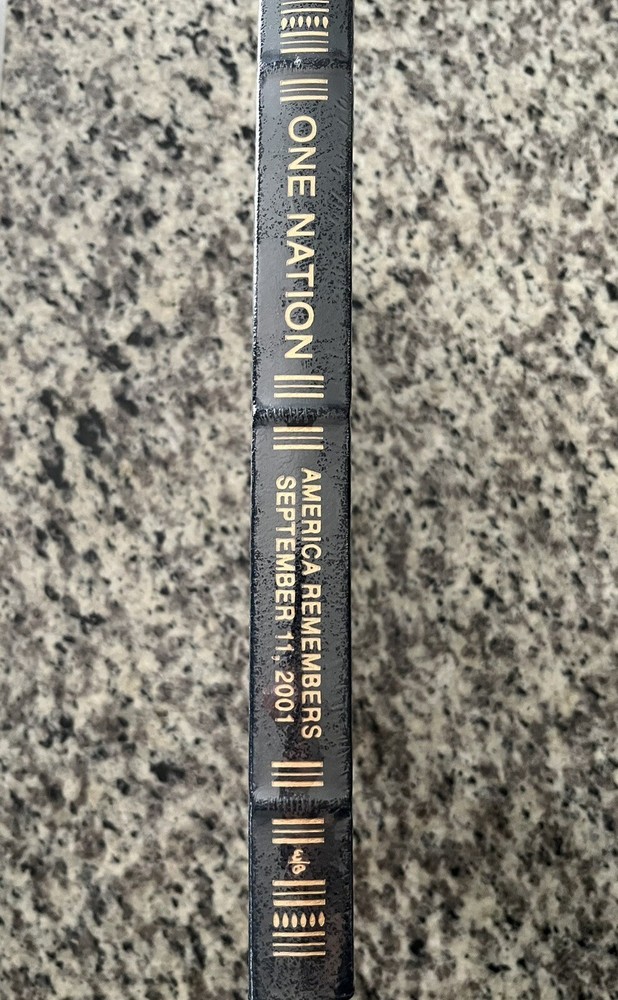 ONE NATION
AMERICA REMEMBERS
SEPTEMBER 11, 2001